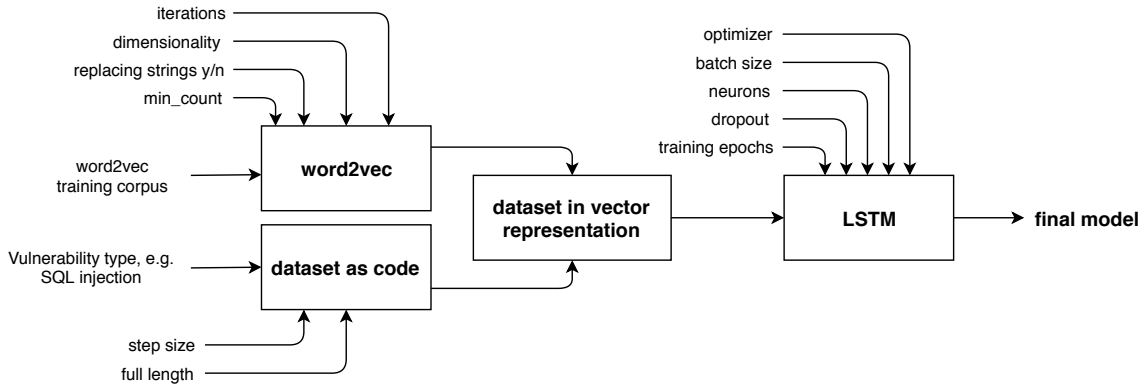 iterations
dimensionality
replacing strings y/n
min_count
word2vec
training corpus
word2vec
Vulnerability type, e.g.
SQL injection
dataset as code
step size
full length
dataset in vector
representation
optimizer
batch size
neurons
dropout
training epochs
LSTM
final model